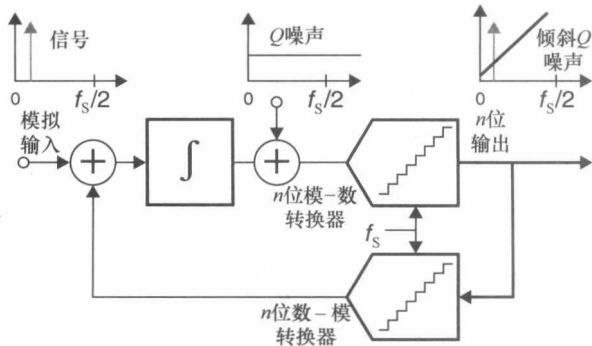 信号
0
f_S/2
Q噪声
0
f_S/2
倾斜Q
噪声
0
f_S/2
模拟
输入
+
∫
+
n位模-数
转换器
n位
输出
f_S
n位数-模
转换器